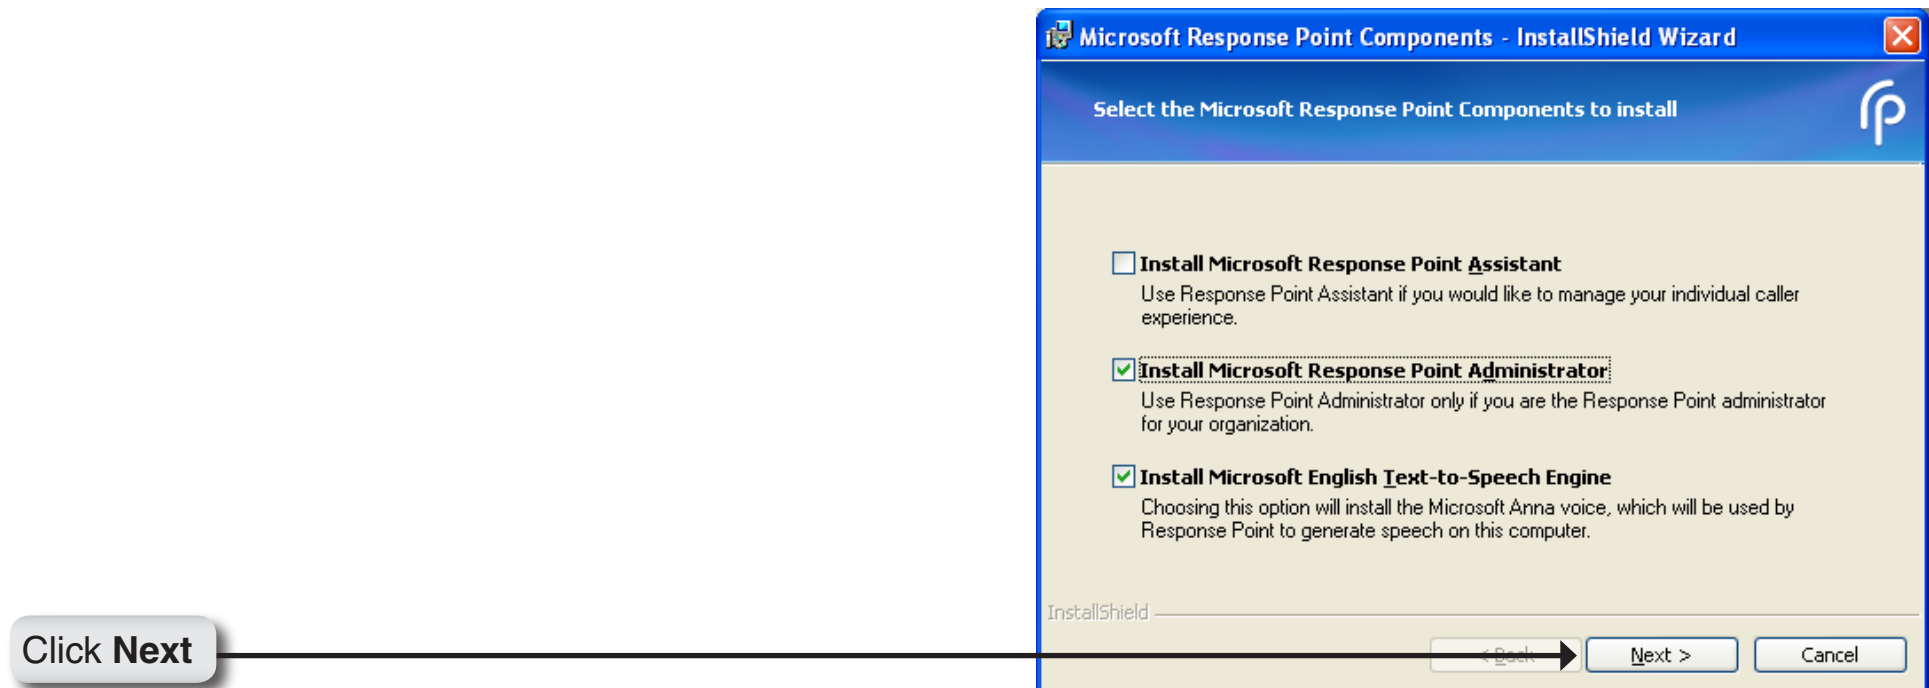 Microsoft Response Point Components - InstallShield Wizard
Select the Microsoft Response Point Components to install
rp
Install Microsoft Response Point Assistant
Use Response Point Assistant if you would like to manage your individual caller
experience.
Install Microsoft Response Point Administrator
Use Response Point Administrator only if you are the Response Point administrator
for your organization.
Install Microsoft English Text-to-Speech Engine
Choosing this option will install the Microsoft Anna voice, which will be used by
Response Point to generate speech on this computer.
InstallShield
Click Next
< Back
Next >
Cancel